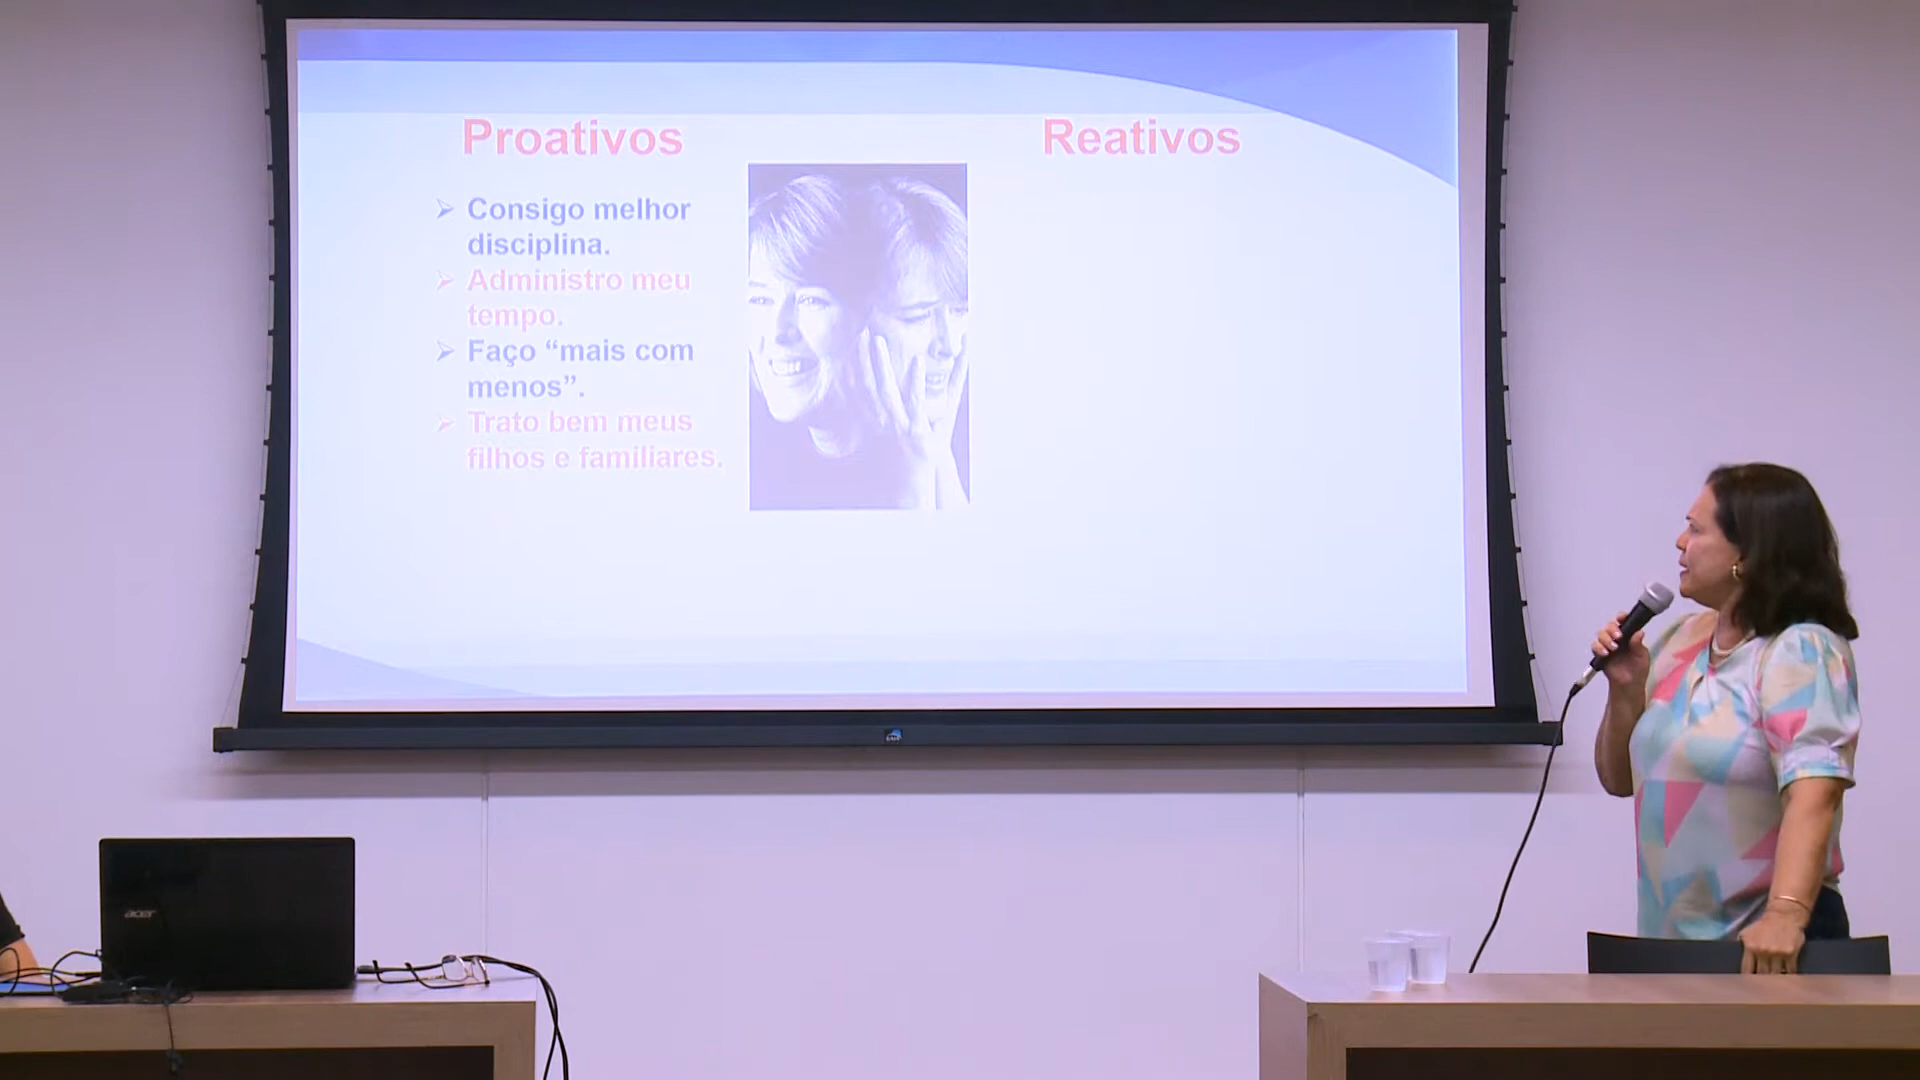 Proativos
Reativos
➢ Consigo melhor
disciplina.
➢ Administro meu
tempo.
➢ Faço “mais com
menos”.
➢ Trato bem meus
filhos e familiares.
acer